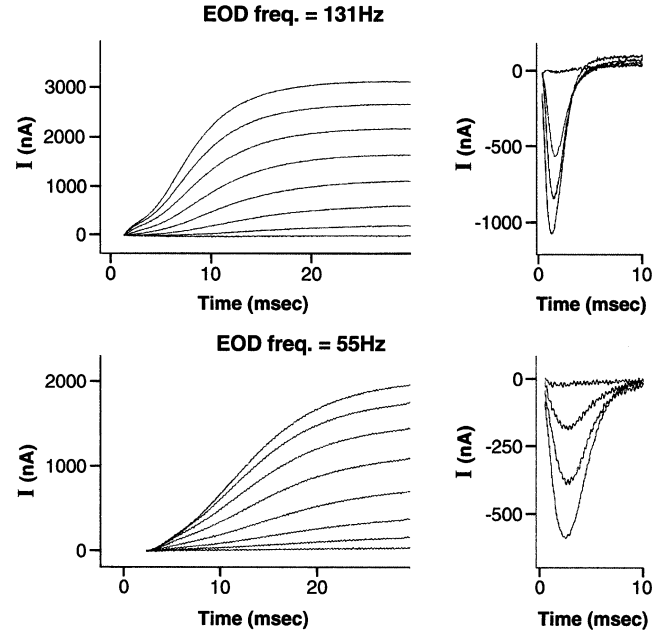 EOD freq. = 131Hz
3000
2000
1000
0
I (nA)
0 10 20
Time (msec)
0
-500
-1000
I (nA)
0 10
Time (msec)
EOD freq. = 55Hz
2000
1000
0
I (nA)
0 10 20
Time (msec)
0
-250
-500
I (nA)
0 10
Time (msec)